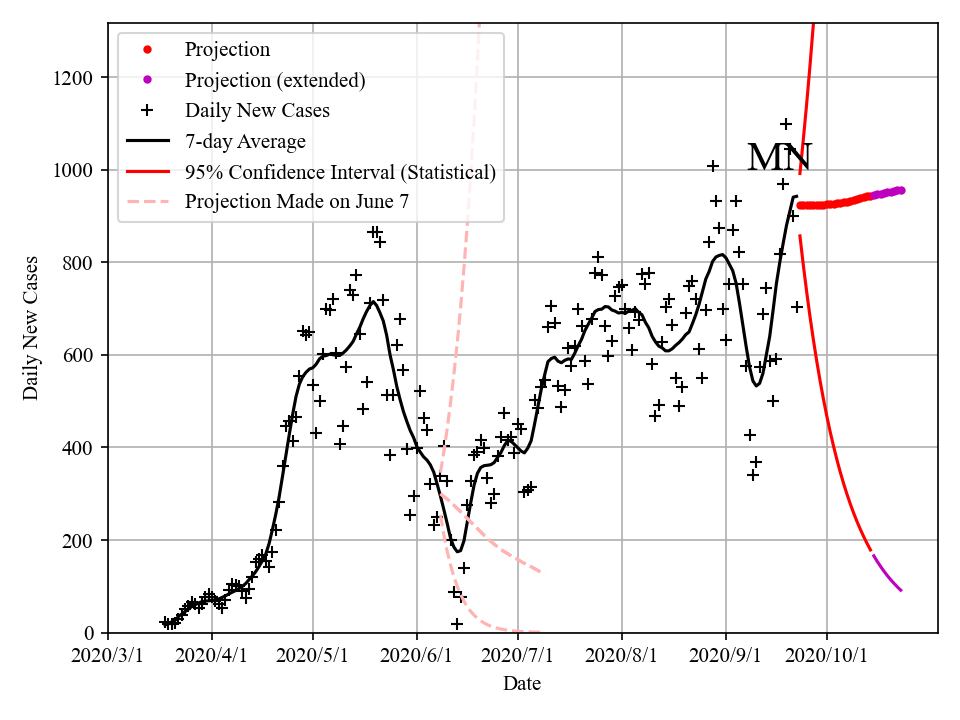 Projection
Projection (extended)
Daily New Cases
7-day Average
95% Confidence Interval (Statistical)
Projection Made on June 7
MN
1200
1000
800
600
400
200
0
Daily New Cases
2020/3/1 2020/4/1 2020/5/1 2020/6/1 2020/7/1 2020/8/1 2020/9/1 2020/10/1
Date